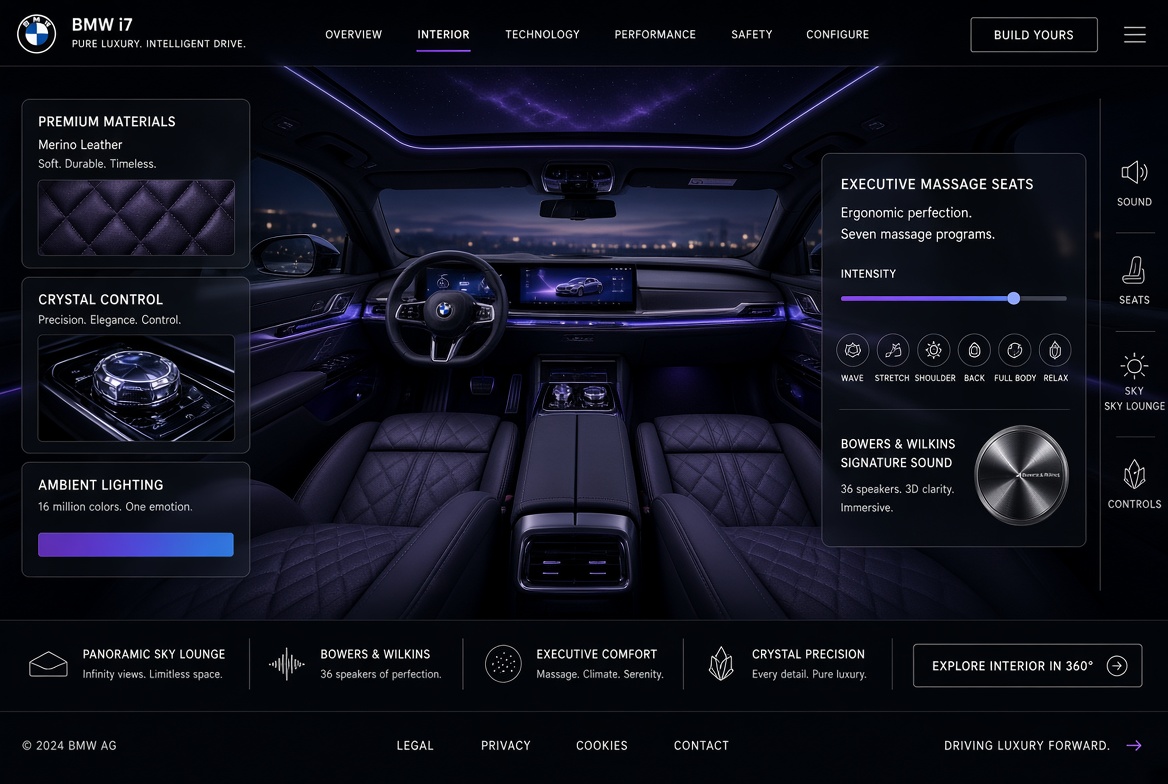 BMW
BMW i7
PURE LUXURY. INTELLIGENT DRIVE.
OVERVIEW
INTERIOR
TECHNOLOGY
PERFORMANCE
SAFETY
CONFIGURE
BUILD YOURS
PREMIUM MATERIALS
Merino Leather
Soft. Durable. Timeless.
CRYSTAL CONTROL
Precision. Elegance. Control.
AMBIENT LIGHTING
16 million colors. One emotion.
EXECUTIVE MASSAGE SEATS
Ergonomic perfection.
Seven massage programs.
INTENSITY
WAVE
STRETCH
SHOULDER
BACK
FULL BODY
RELAX
BOWERS & WILKINS
SIGNATURE SOUND
36 speakers. 3D clarity.
Immersive.
SOUND
SEATS
SKY
SKY LOUNGE
CONTROLS
PANORAMIC SKY LOUNGE
Infinity views. Limitless space.
BOWERS & WILKINS
36 speakers of perfection.
EXECUTIVE COMFORT
Massage. Climate. Serenity.
CRYSTAL PRECISION
Every detail. Pure luxury.
EXPLORE INTERIOR IN 360°
© 2024 BMW AG
LEGAL
PRIVACY
COOKIES
CONTACT
DRIVING LUXURY FORWARD.